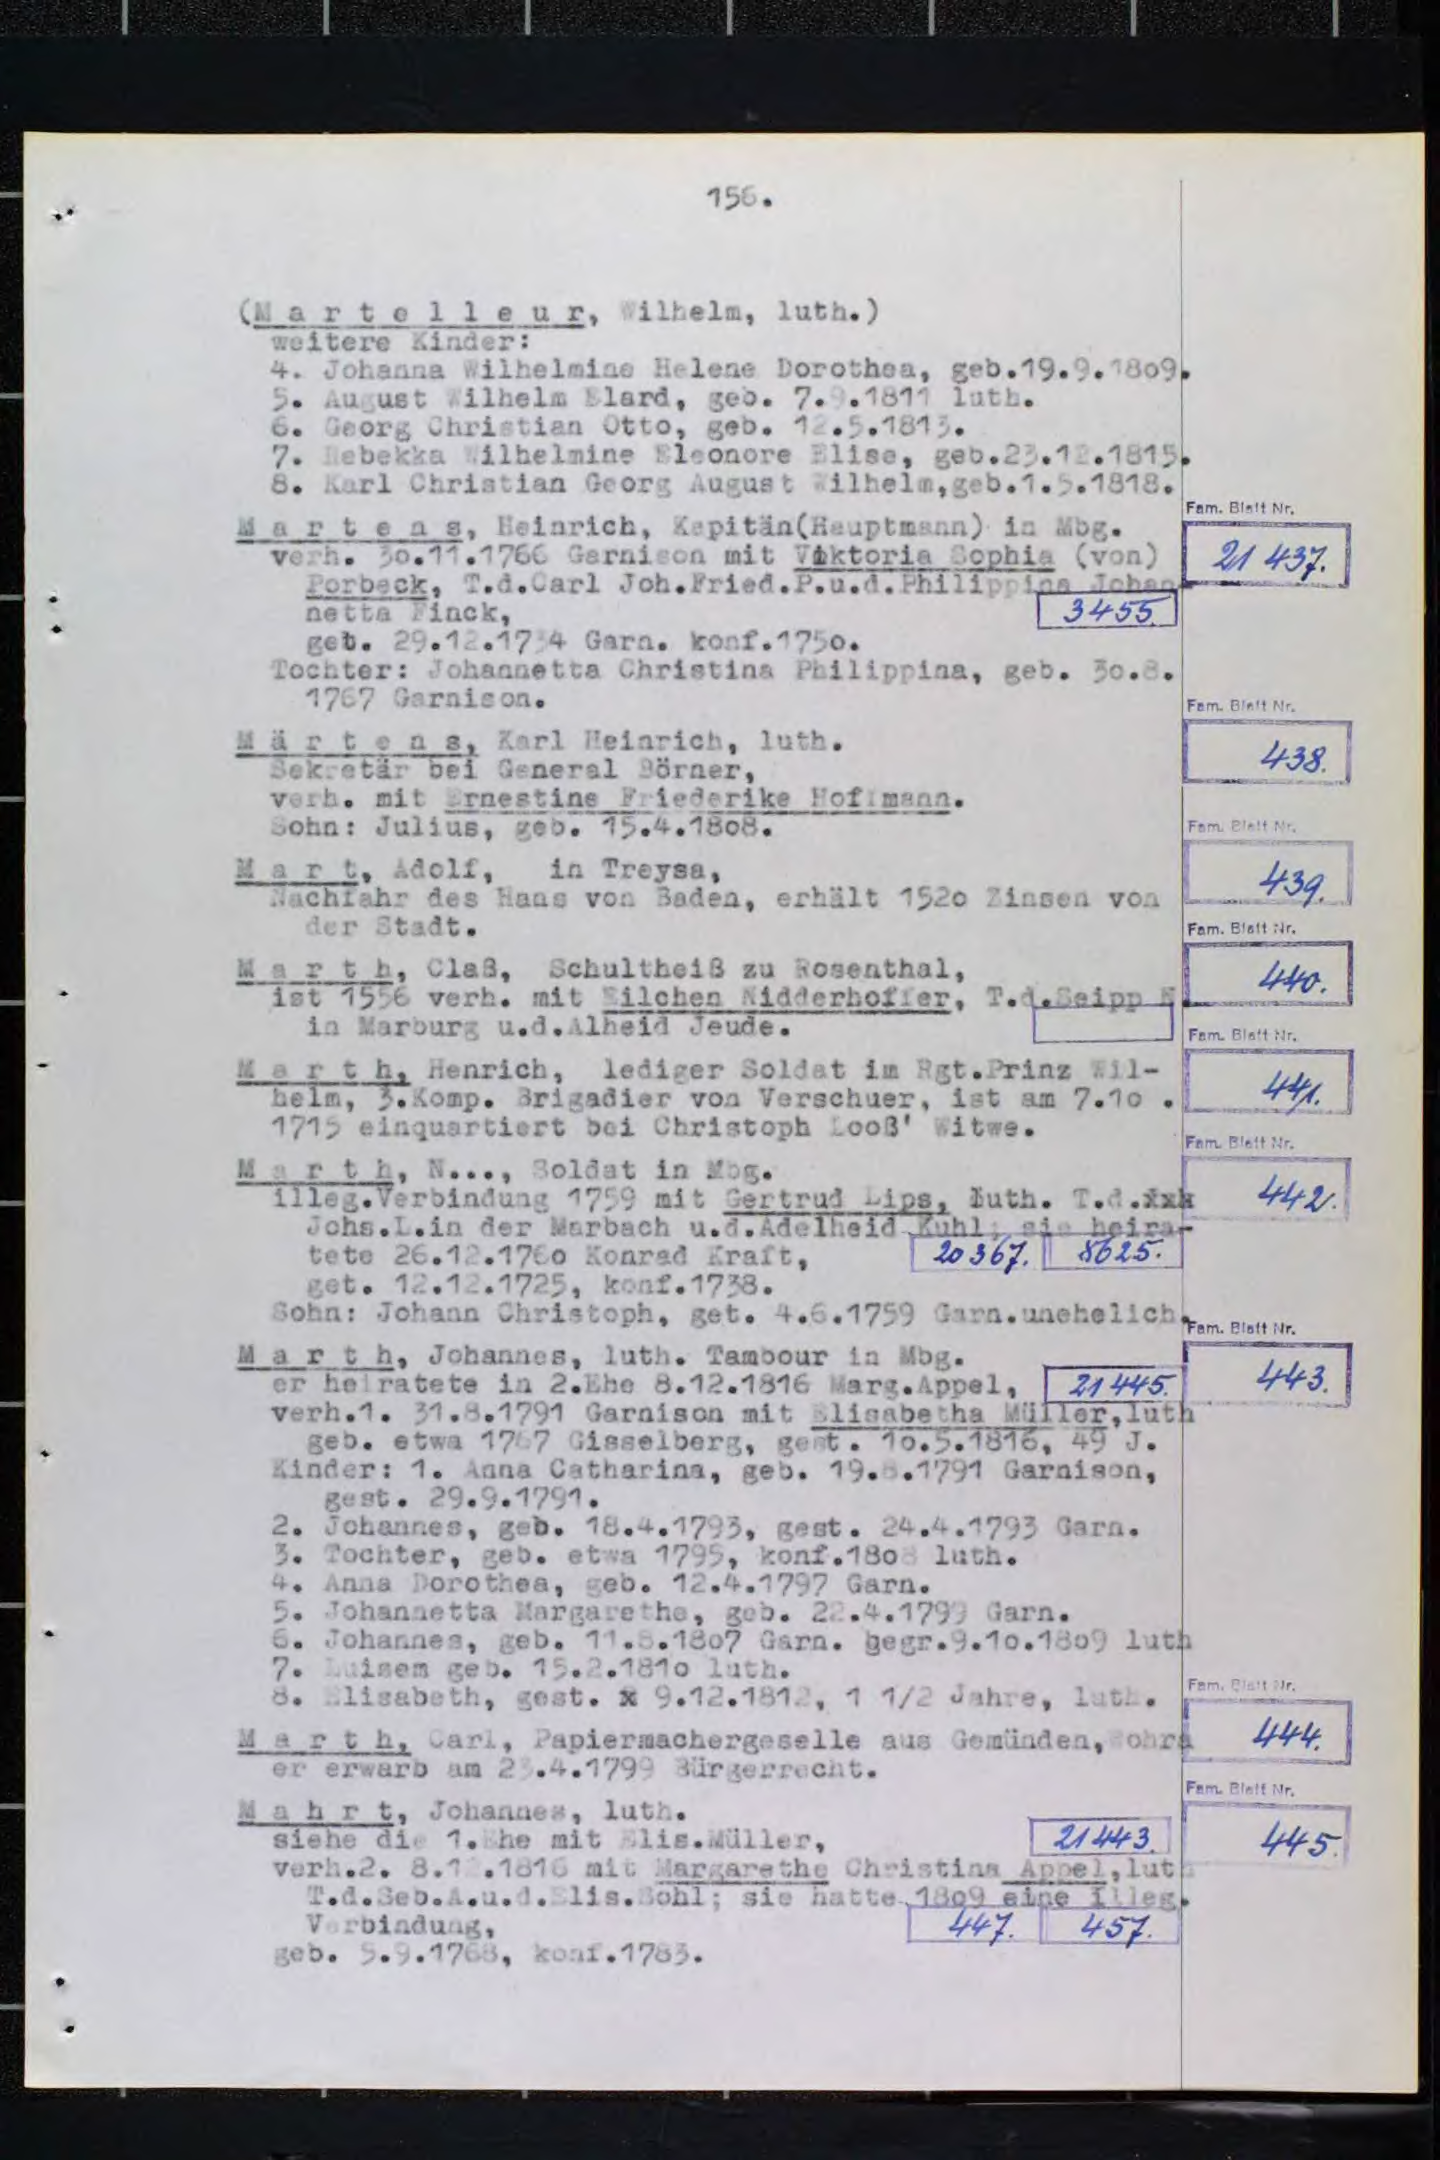 156.
(M a r t e l l e u r, Wilhelm, luth.)
weitere Kinder:
4. Johanna Wilhelmine Helene Dorothea, geb.19.9.1809.
5. August Wilhelm Elard, geb. 7.9.1811 luth.
6. Georg Christian Otto, geb. 12.5.1813.
7. Rebekka Wilhelmine Eleonore Elise, geb.23.12.1815.
8. Karl Christian Georg August Wilhelm,geb.1.5.1818.
Fam. Blatt Nr.
M a r t e n s, Heinrich, Kapitän(Hauptmann) in Mbg.
verh. 3o.11.1766 Garnison mit Viktoria Sophia (von)
21 437.
Porbeck, T.d.Carl Joh.Fried.P.u.d.Philippina Johan-
netta Finck,
3455.
geb. 29.12.1734 Garn. konf.175o.
Tochter: Johannetta Christina Philippina, geb. 3o.8.
1767 Garnison.
Fam. Blatt Nr.
M ä r t e n s, Karl Heinrich, luth.
438.
Sekretär bei General Börner,
verh. mit Ernestine Friederike Hoffmann.
Sohn: Julius, geb. 15.4.18o8.
Fam. Blatt Nr.
M a r t, Adolf, in Treysa,
439.
Nachfahr des Hans von Baden, erhält 152o Zinsen von
der Stadt.
Fam. Blatt Nr.
M a r t h, Claß, Schultheiß zu Rosenthal,
440.
ist 1556 verh. mit Eilchen Nidderhoffer, T.d.Seipp N.
in Marburg u.d.Alheid Jeude.
Fam. Blatt Nr.
M a r t h, Henrich, lediger Soldat im Rgt.Prinz Wil-
441.
helm, 3.Komp. Brigadier von Verschuer, ist am 7.1o .
1715 einquartiert bei Christoph Looß' Witwe.
Fam. Blatt Nr.
M a r t h, N..., Soldat in Mbg.
illeg.Verbindung 1759 mit Gertrud Lips, luth. T.d.
442.
Johs.L.in der Marbach u.d.Adelheid Kuhl; sie heira-
tete 26.12.176o Konrad Kraft,
20367. 8625.
get. 12.12.1725, konf.1738.
Sohn: Johann Christoph, get. 4.6.1759 Garn.unehelich.
Fam. Blatt Nr.
M a r t h, Johannes, luth. Tambour in Mbg.
er heiratete in 2.Ehe 8.12.1816 Marg.Appel,
21445.
443.
verh.1. 31.8.1791 Garnison mit Elisabetha Müller,luth
geb. etwa 1767 Gisselberg, gest. 1o.5.1816, 49 J.
Kinder: 1. Anna Catharina, geb. 19.8.1791 Garnison,
gest. 29.9.1791.
2. Johannes, geb. 18.4.1793, gest. 24.4.1793 Garn.
3. Tochter, geb. etwa 1795, konf.18o8 luth.
4. Anna Dorothea, geb. 12.4.1797 Garn.
5. Johannetta Margarethe, geb. 22.4.1799 Garn.
6. Johannes, geb. 11.8.18o7 Garn. begr.9.1o.18o9 luth
7. Luisem geb. 15.2.181o luth.
8. Elisabeth, gest. x 9.12.1812, 1 1/2 Jahre, luth.
Fam. Blatt Nr.
M a r t h, Carl, Papiermachergeselle aus Gemünden,Wohra
444.
er erwarb am 23.4.1799 Bürgerrecht.
Fam. Blatt Nr.
M a h r t, Johannes, luth.
siehe die 1.Ehe mit Elis.Müller,
21443.
445.
verh.2. 8.12.1816 mit Margarethe Christina Appel,luth
T.d.Seb.A.u.d.Elis.Bohl; sie hatte 18o9 eine illeg.
Verbindung,
447. 457.
geb. 5.9.1768, konf.1783.